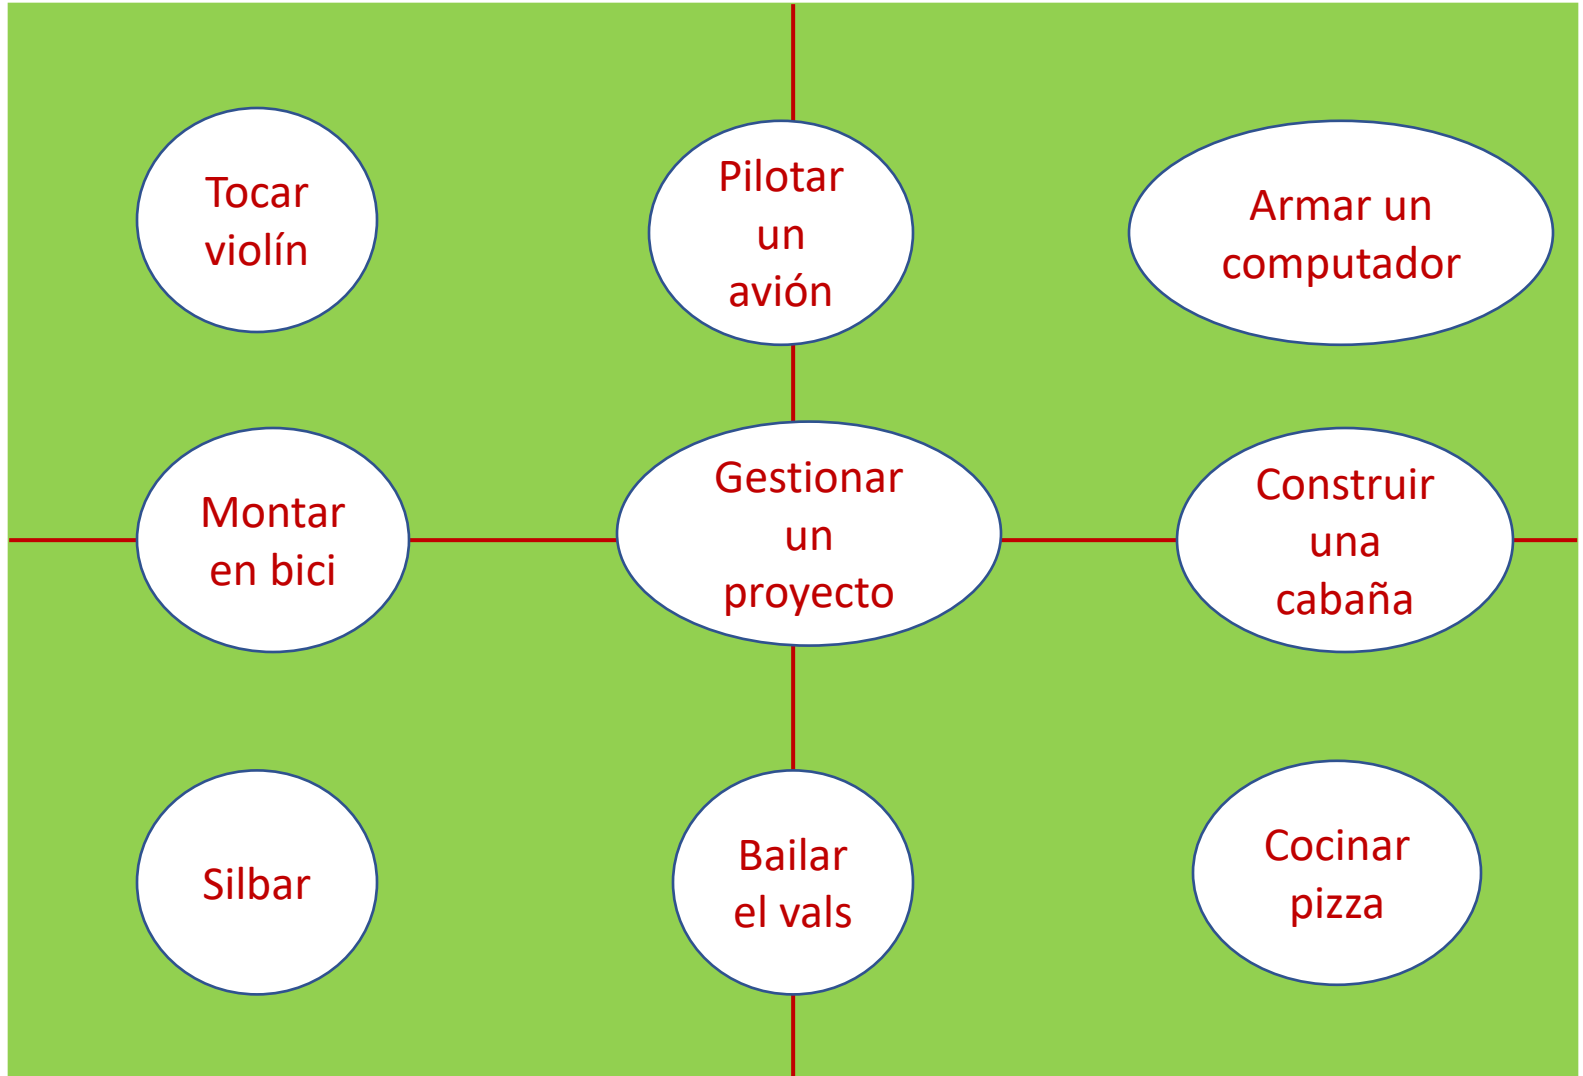 Tocar
violín
Pilotar
un
avión
Armar un
computador
Montar
en bici
Gestionar
un
proyecto
Construir
una
cabaña
Silbar
Bailar
el vals
Cocinar
pizza